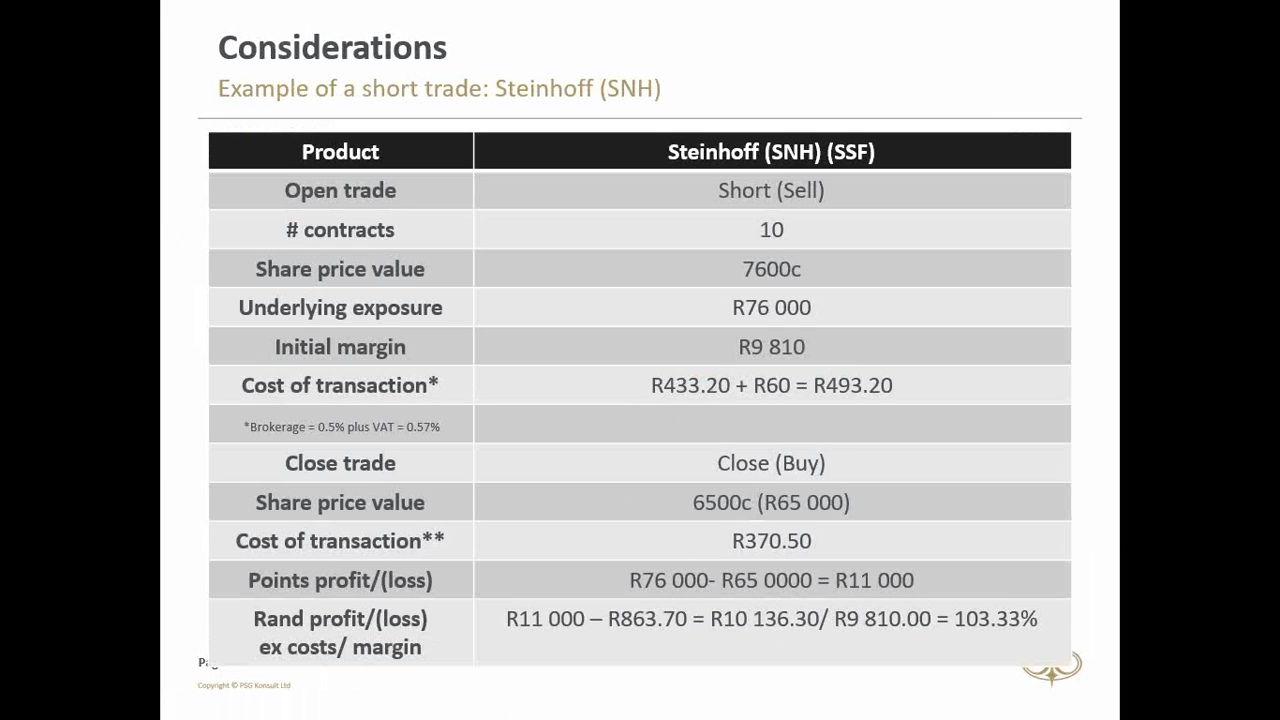 Considerations
Example of a short trade: Steinhoff (SNH)
Product Steinhoff (SNH) (SSF)
Open trade Short (Sell)
# contracts 10
Share price value 7600c
Underlying exposure R76 000
Initial margin R9 810
Cost of transaction* R433.20 + R60 = R493.20
*Brokerage = 0.5% plus VAT = 0.57%
Close trade Close (Buy)
Share price value 6500c (R65 000)
Cost of transaction** R370.50
Points profit/(loss) R76 000- R65 0000 = R11 000
Rand profit/(loss) R11 000 – R863.70 = R10 136.30/ R9 810.00 = 103.33%
ex costs/ margin
Copyright © PSG Konsult Ltd